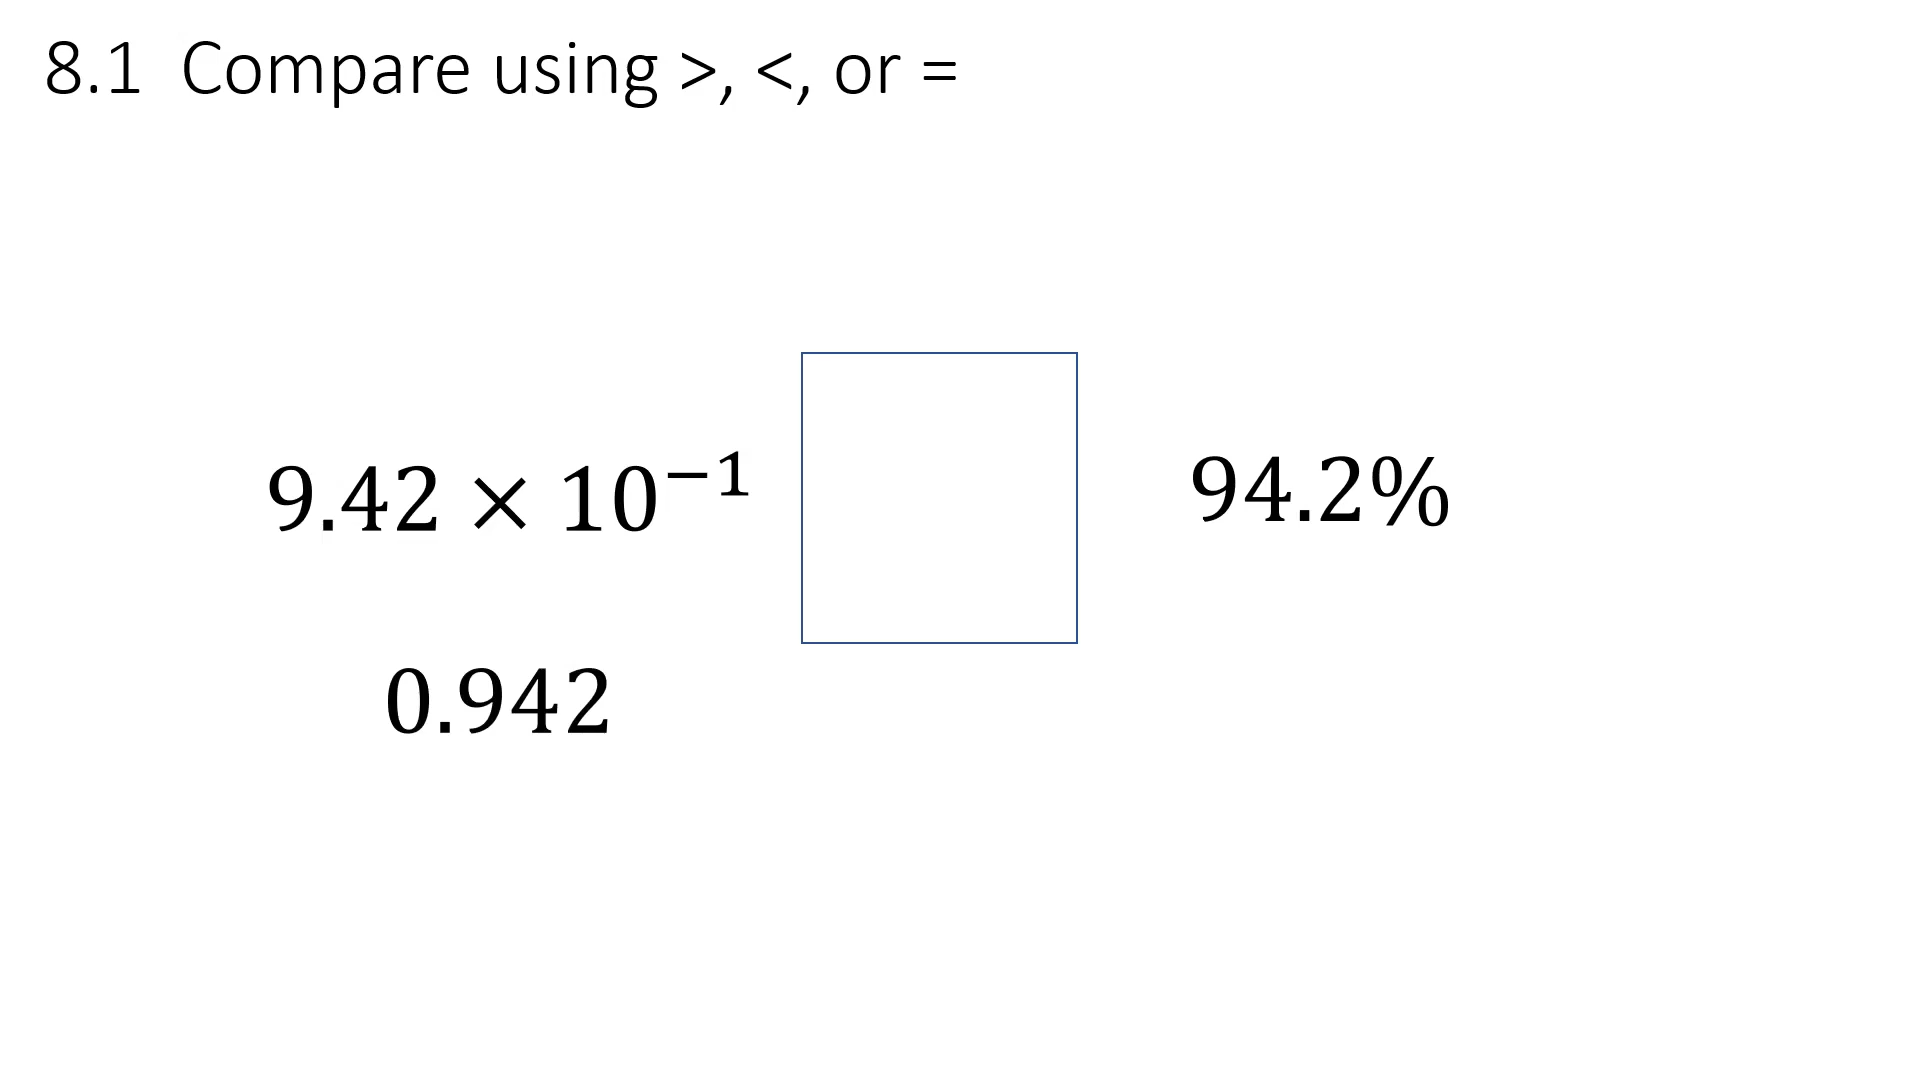 8.1 Compare using >, <, or =
9.42 × 10⁻¹ 94.2%
0.942